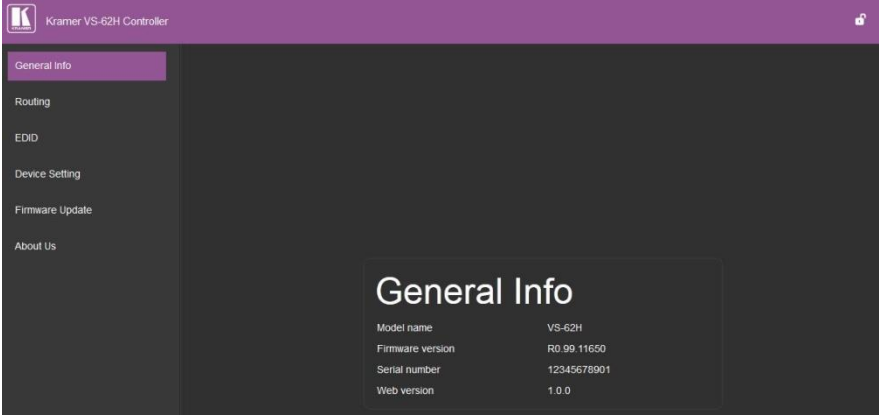 Kramer VS-62H Controller
General Info
Routing
EDID
Device Setting
Firmware Update
About Us
General Info
Model name VS-62H
Firmware version R0.99.11650
Serial number 12345678901
Web version 1.0.0